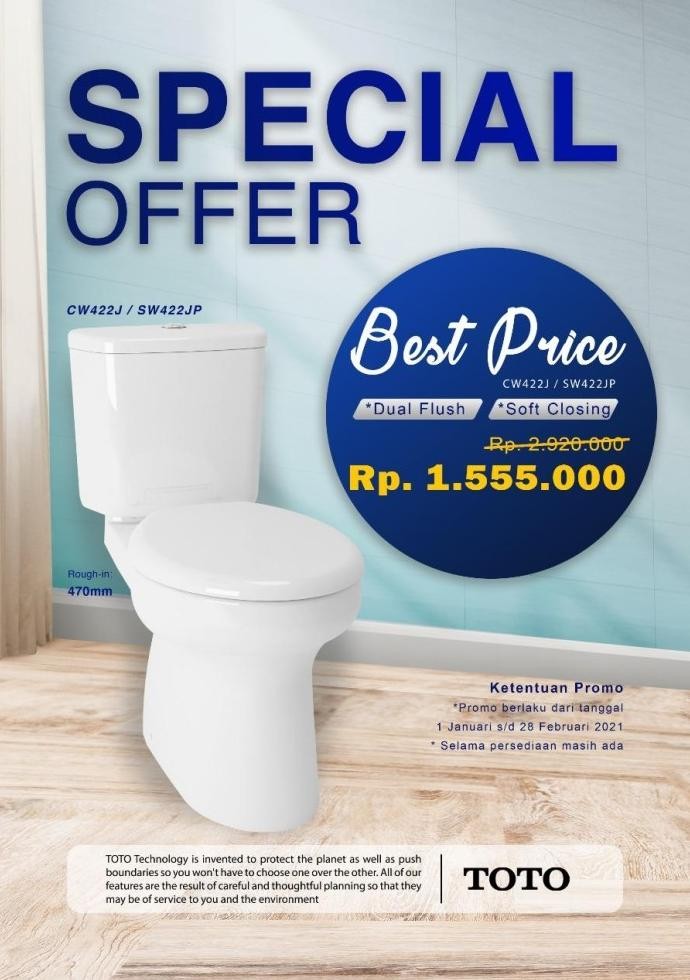 SPECIAL
OFFER
CW422J / SW422JP
Best Price
CW422J / SW422JP
*Dual Flush *Soft Closing
Rp. 2.920.000
Rp. 1.555.000
Rough-in:
470mm
Ketentuan Promo
*Promo berlaku dari tanggal
1 Januari s/d 28 Februari 2021
* Selama persediaan masih ada
TOTO Technology is invented to protect the planet as well as push
boundaries so you won't have to choose one over the other. All of our
features are the result of careful and thoughtful planning so that they
may be of service to you and the environment
TOTO